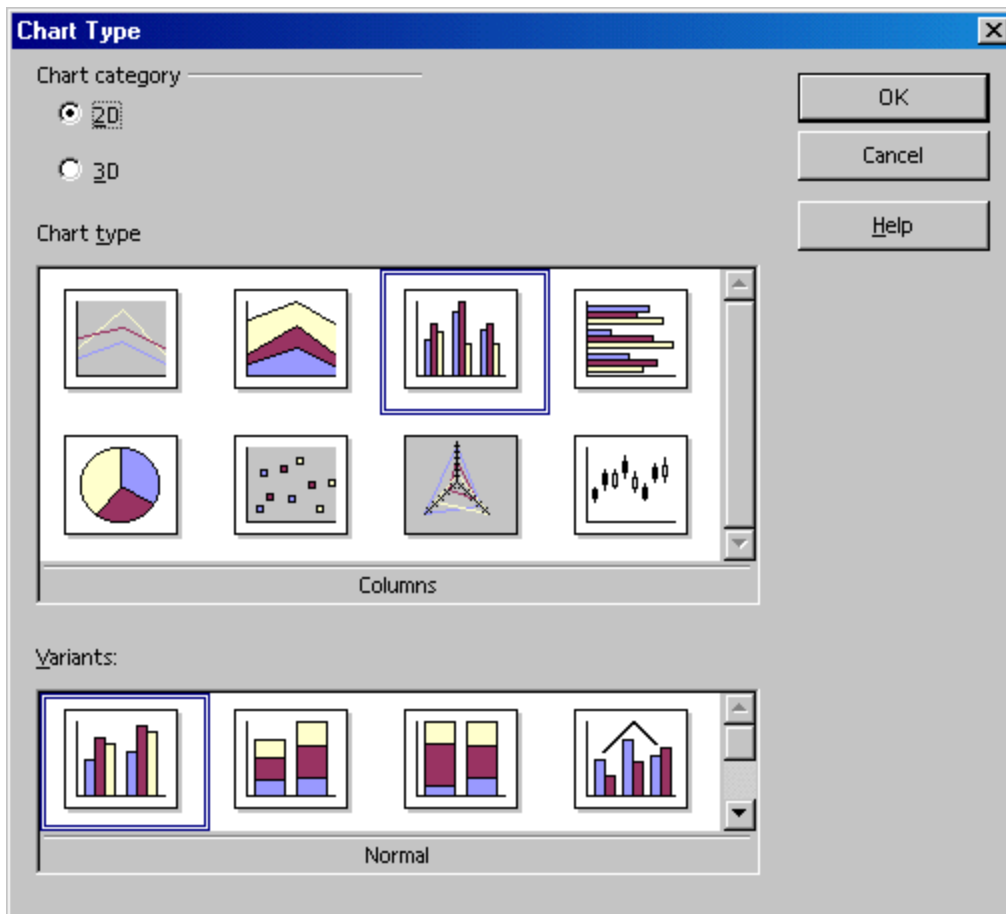 Chart Type
Chart category
2D
3D
OK
Cancel
Help
Chart type
Columns
Variants:
Normal